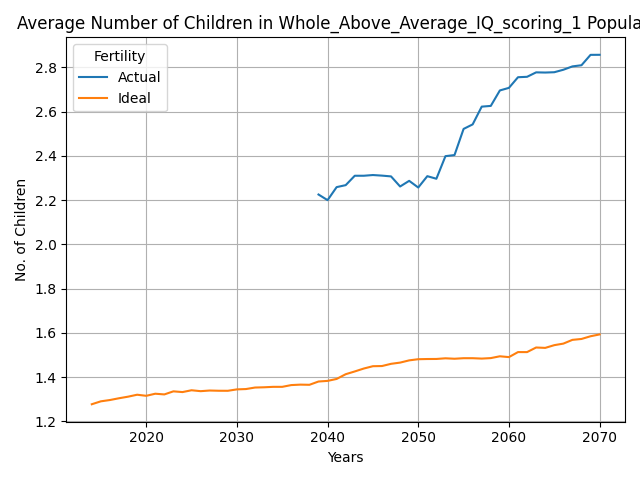 Average Number of Children in Whole_Above_Average_IQ_scoring_1 Popula
Fertility
Actual
Ideal
No. of Children
2.8
2.6
2.4
2.2
2.0
1.8
1.6
1.4
1.2
2020 2030 2040 2050 2060 2070
Years